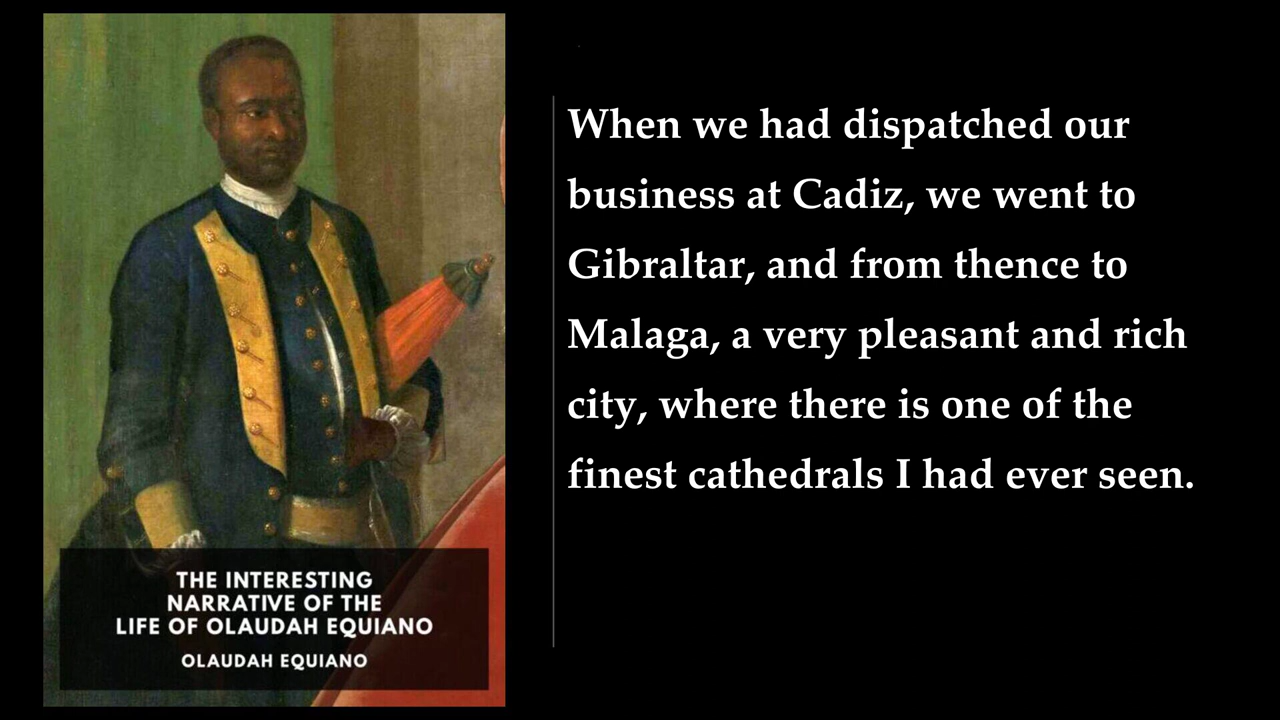 THE INTERESTING
NARRATIVE OF THE
LIFE OF OLAUDAH EQUIANO
OLAUDAH EQUIANO
When we had dispatched our
business at Cadiz, we went to
Gibraltar, and from thence to
Malaga, a very pleasant and rich
city, where there is one of the
finest cathedrals I had ever seen.